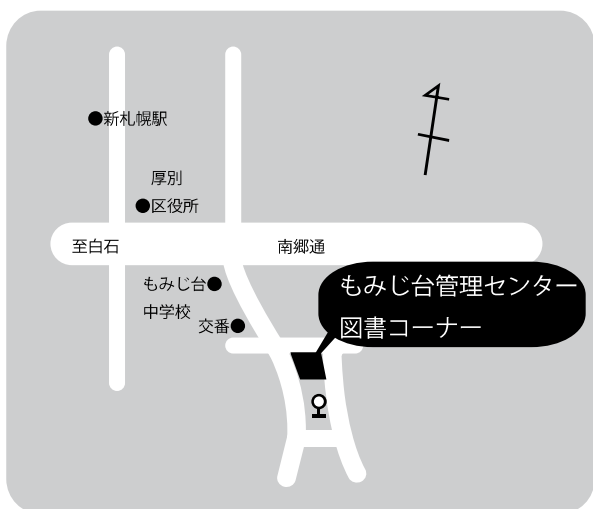 ●新札幌駅
厚別
●区役所
至白石
南郷通
もみじ台●
中学校
交番●
もみじ台管理センター
図書コーナー